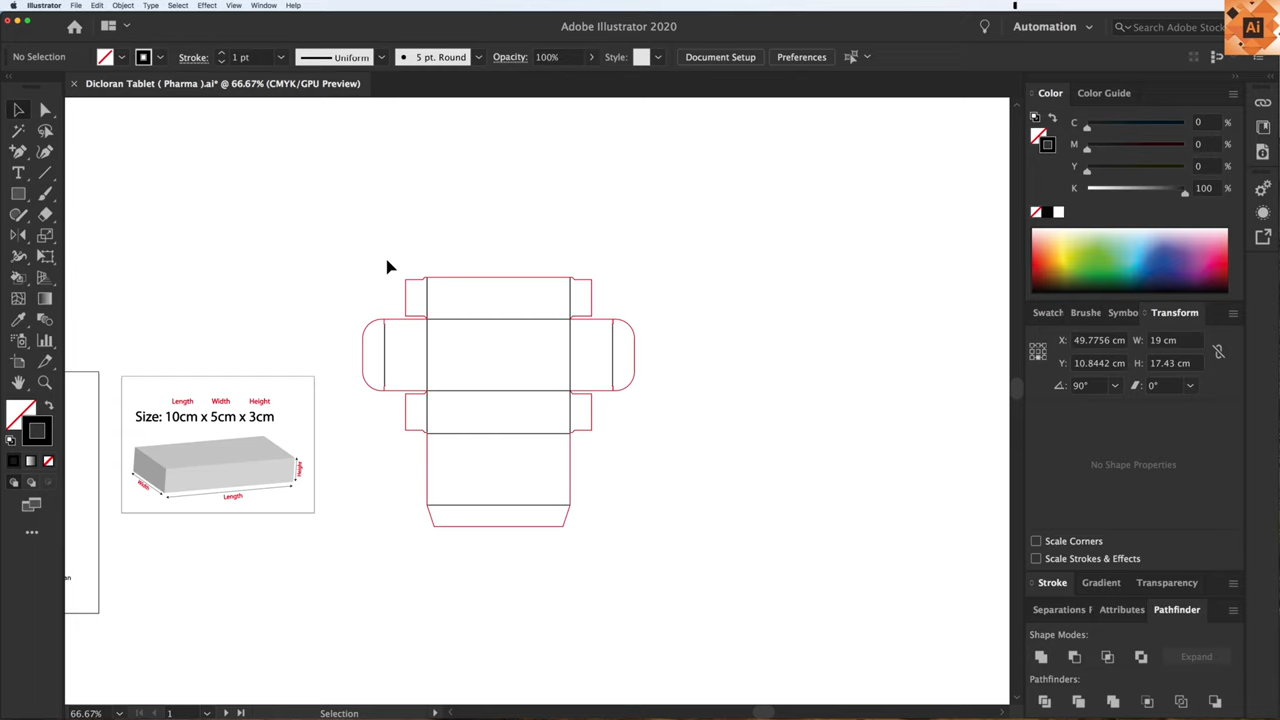 Illustrator File Edit Object Type Select Effect View Window Help
Adobe Illustrator 2020
Automation
Search Adobe Stock
Ai
No Selection
Stroke:
1 pt
Uniform
5 pt. Round
Opacity:
100%
Style:
Document Setup
Preferences
Dicloran Tablet ( Pharma ).ai* @ 66.67% (CMYK/GPU Preview)
Color
Color Guide
C 0 %
M 0 %
Y 0 %
K 100 %
Swatch
Brushe
Symbo
Transform
X: 49.7756 cm W: 19 cm
Y: 10.8442 cm H: 17.43 cm
90° 0°
No Shape Properties
Scale Corners
Scale Strokes & Effects
Stroke
Gradient
Transparency
Separations P
Attributes
Pathfinder
Shape Modes:
Expand
Pathfinders:
Length Width Height
Size: 10cm x 5cm x 3cm
Height
Width
Length
an
66.67%
1
Selection